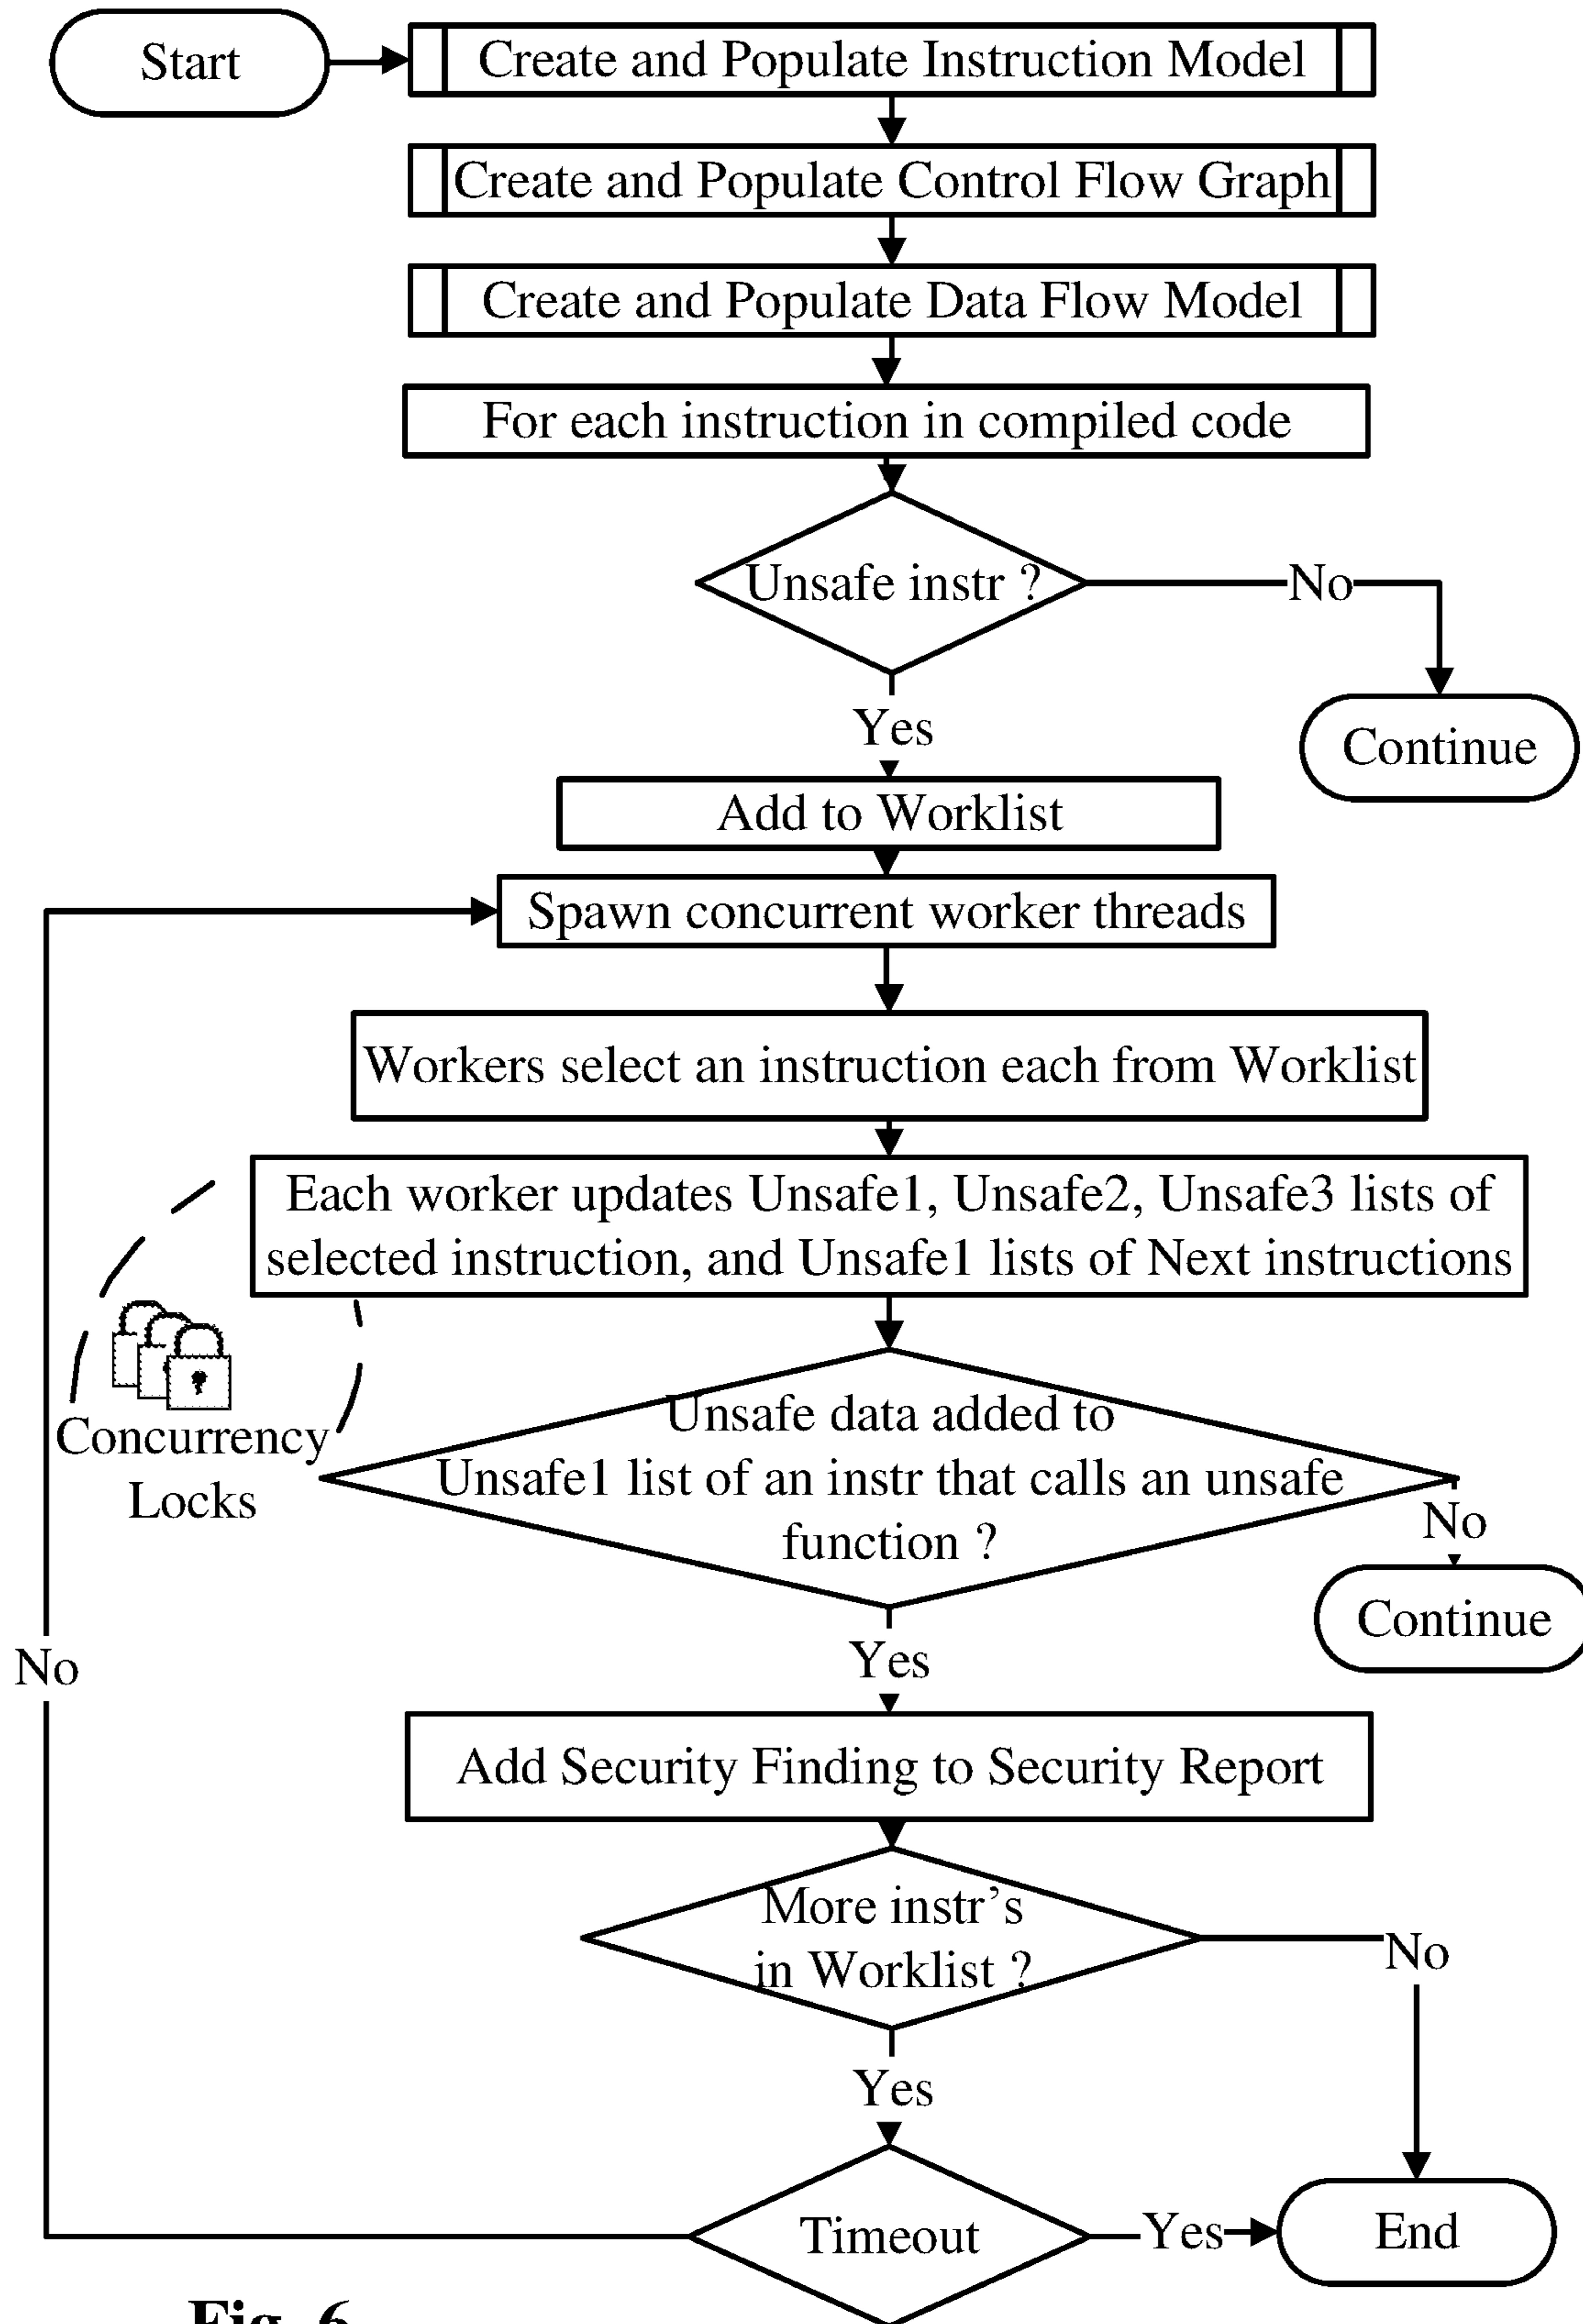 Start
Create and Populate Instruction Model
Create and Populate Control Flow Graph
Create and Populate Data Flow Model
For each instruction in compiled code
Unsafe instr ?
No
Yes
Continue
Add to Worklist
Spawn concurrent worker threads
Workers select an instruction each from Worklist
Each worker updates Unsafe1, Unsafe2, Unsafe3 lists of
selected instruction, and Unsafe1 lists of Next instructions
Concurrency
Locks
Unsafe data added to
Unsafe1 list of an instr that calls an unsafe
function ?
No
Continue
Yes
No
Add Security Finding to Security Report
More instr’s
in Worklist ?
No
Yes
Timeout
Yes
End
Fig. 6